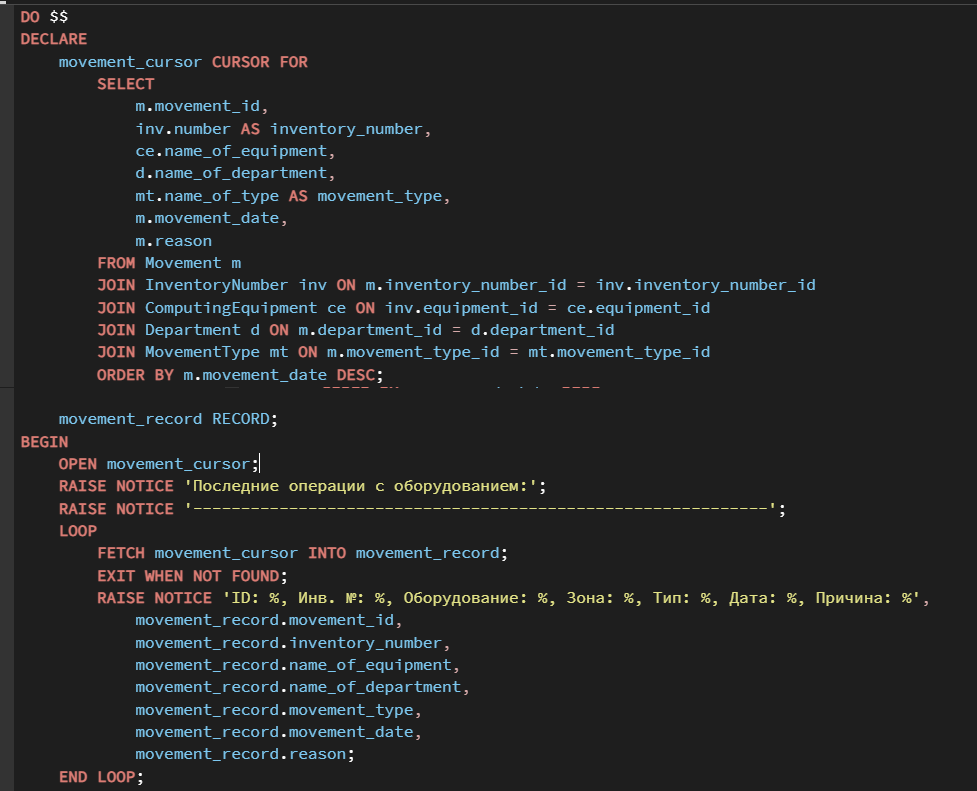 DO $$
DECLARE
    movement_cursor CURSOR FOR
        SELECT
            m.movement_id,
            inv.number AS inventory_number,
            ce.name_of_equipment,
            d.name_of_department,
            mt.name_of_type AS movement_type,
            m.movement_date,
            m.reason
        FROM Movement m
        JOIN InventoryNumber inv ON m.inventory_number_id = inv.inventory_number_id
        JOIN ComputingEquipment ce ON inv.equipment_id = ce.equipment_id
        JOIN Department d ON m.department_id = d.department_id
        JOIN MovementType mt ON m.movement_type_id = mt.movement_type_id
        ORDER BY m.movement_date DESC;
    movement_record RECORD;
BEGIN
    OPEN movement_cursor;
    RAISE NOTICE 'Последние операции с оборудованием:';
    RAISE NOTICE '------------------------------------------------------------';
    LOOP
        FETCH movement_cursor INTO movement_record;
        EXIT WHEN NOT FOUND;
        RAISE NOTICE 'ID: %, Инв. №: %, Оборудование: %, Зона: %, Тип: %, Дата: %, Причина: %',
            movement_record.movement_id,
            movement_record.inventory_number,
            movement_record.name_of_equipment,
            movement_record.name_of_department,
            movement_record.movement_type,
            movement_record.movement_date,
            movement_record.reason;
    END LOOP;